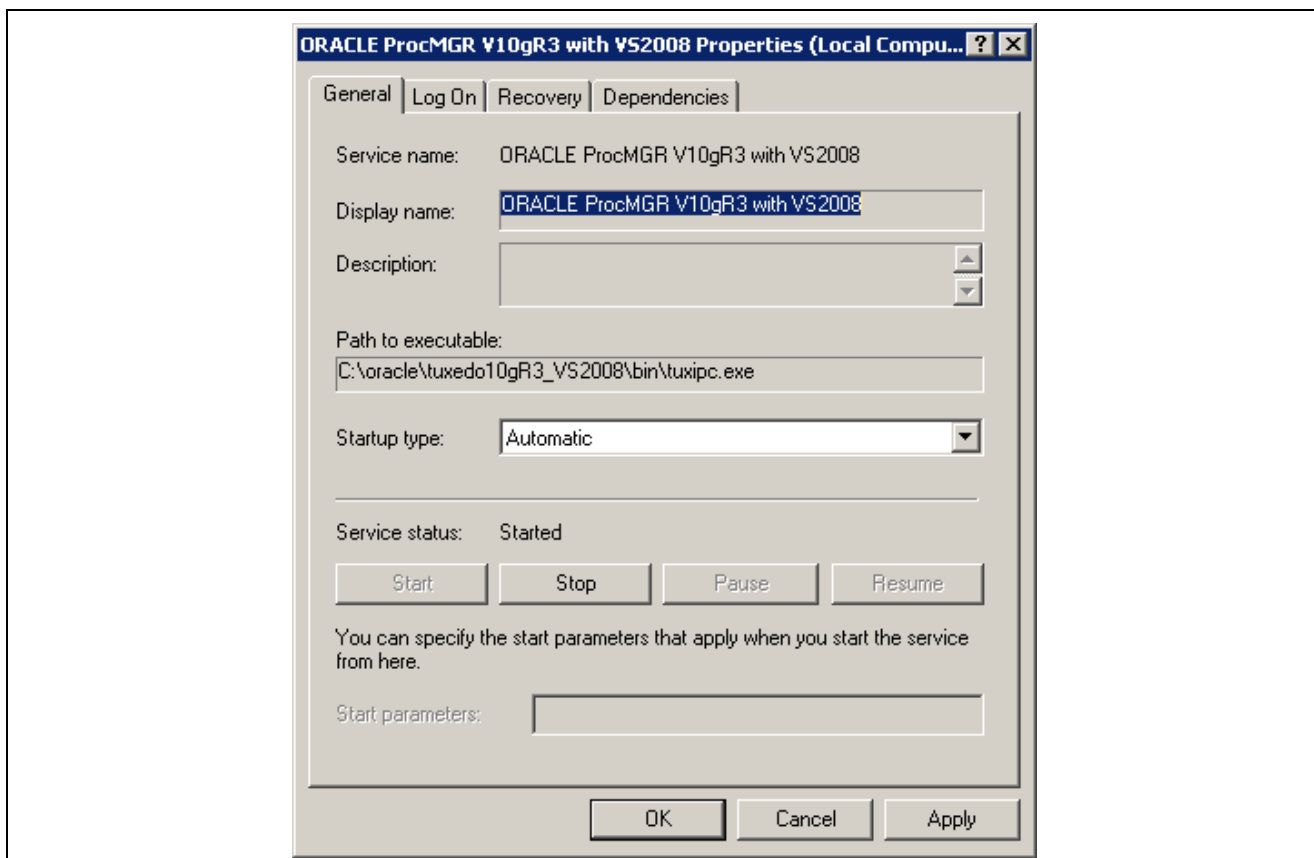 ORACLE ProcMGR V10gR3 with VS2008 Properties (Local Compu...
General Log On Recovery Dependencies
Service name: ORACLE ProcMGR V10gR3 with VS2008
Display name: ORACLE ProcMGR V10gR3 with VS2008
Description:
Path to executable:
C:\oracle\tuxedo10gR3_VS2008\bin\tuxipc.exe
Startup type: Automatic
Service status: Started
Start Stop Pause Resume
You can specify the start parameters that apply when you start the service
from here.
Start parameters:
OK Cancel Apply